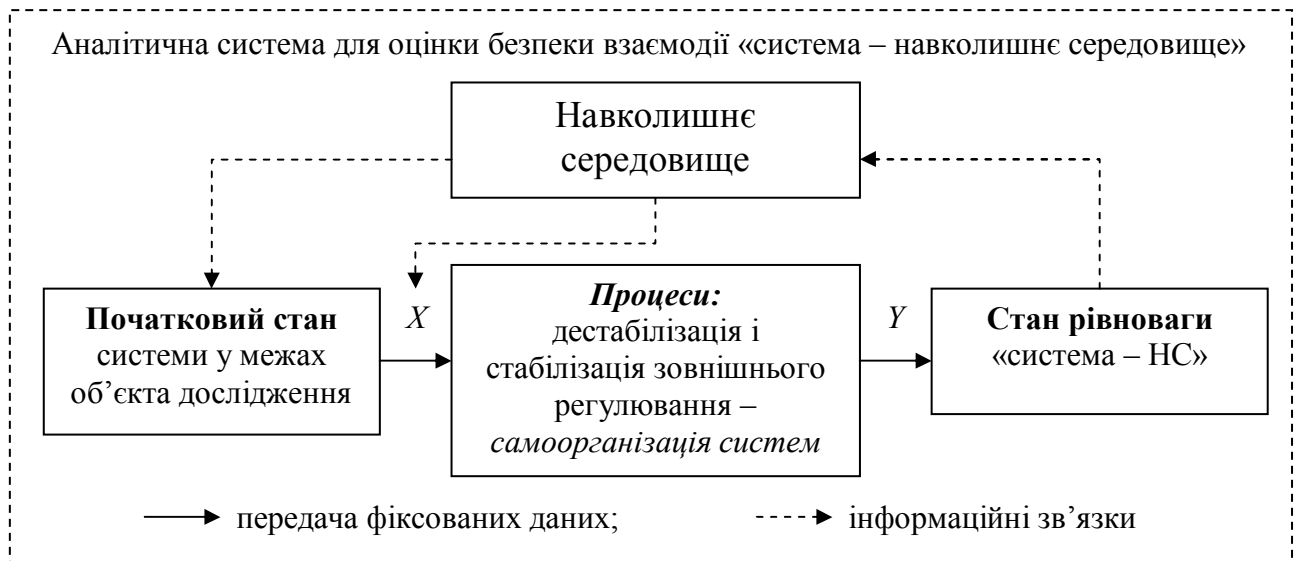 Аналітична система для оцінки безпеки взаємодії «система – навколишнє середовище»
Навколишнє
середовище
Початковий стан
системи у межах
об’єкта дослідження
X
Процеси:
дестабілізація і
стабілізація зовнішнього
регулювання –
самоорганізація систем
Y
Стан рівноваги
«система – НС»
передача фіксованих даних;
інформаційні зв’язки